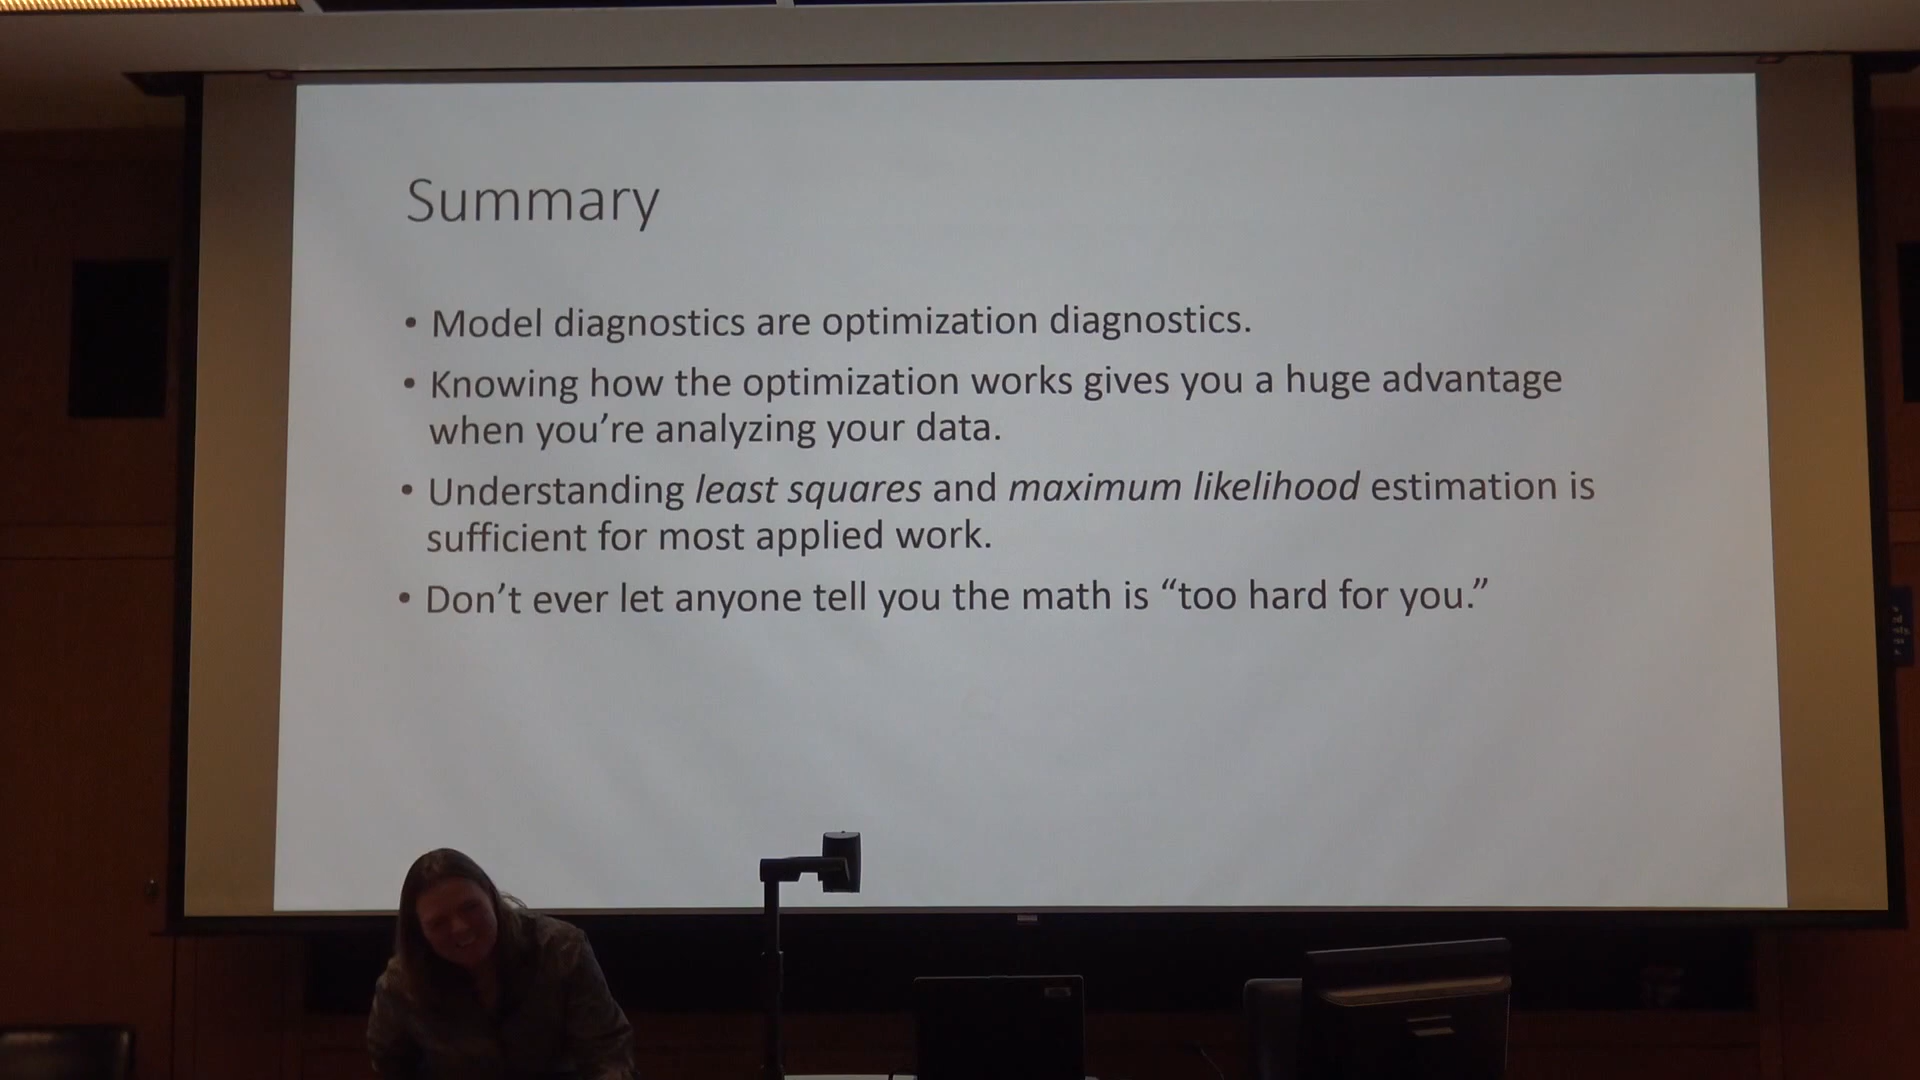 Summary
• Model diagnostics are optimization diagnostics.
• Knowing how the optimization works gives you a huge advantage
when you’re analyzing your data.
• Understanding least squares and maximum likelihood estimation is
sufficient for most applied work.
• Don’t ever let anyone tell you the math is “too hard for you.”